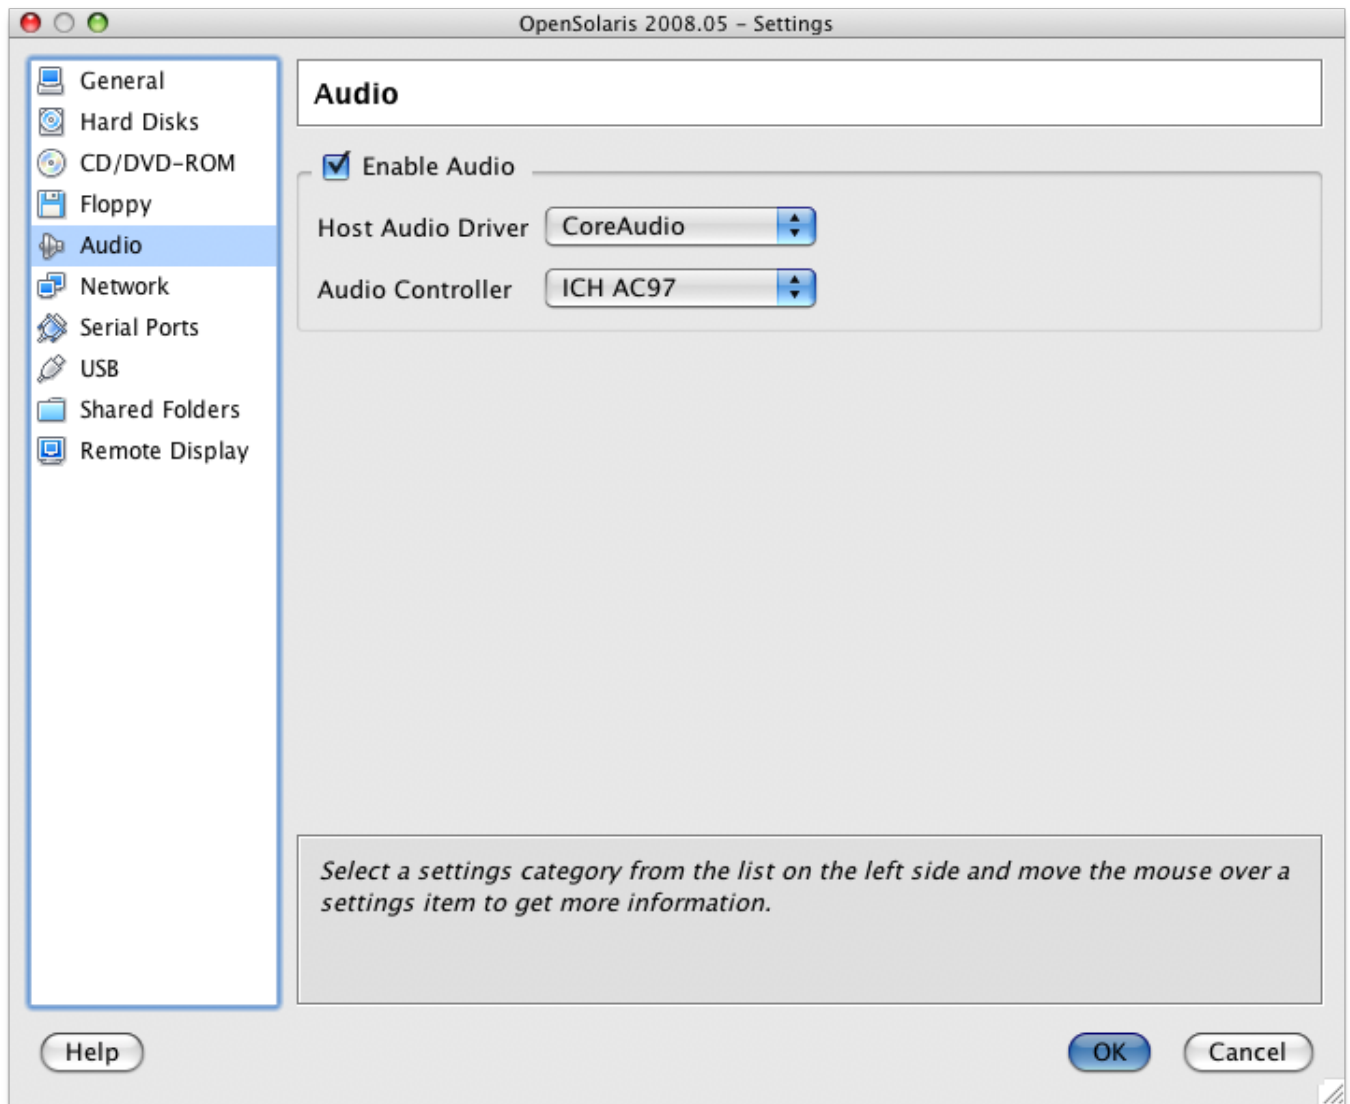 OpenSolaris 2008.05 – Settings
General
Hard Disks
CD/DVD-ROM
Floppy
Audio
Network
Serial Ports
USB
Shared Folders
Remote Display
Audio
Enable Audio
Host Audio Driver CoreAudio
Audio Controller ICH AC97
Select a settings category from the list on the left side and move the mouse over a
settings item to get more information.
Help OK Cancel